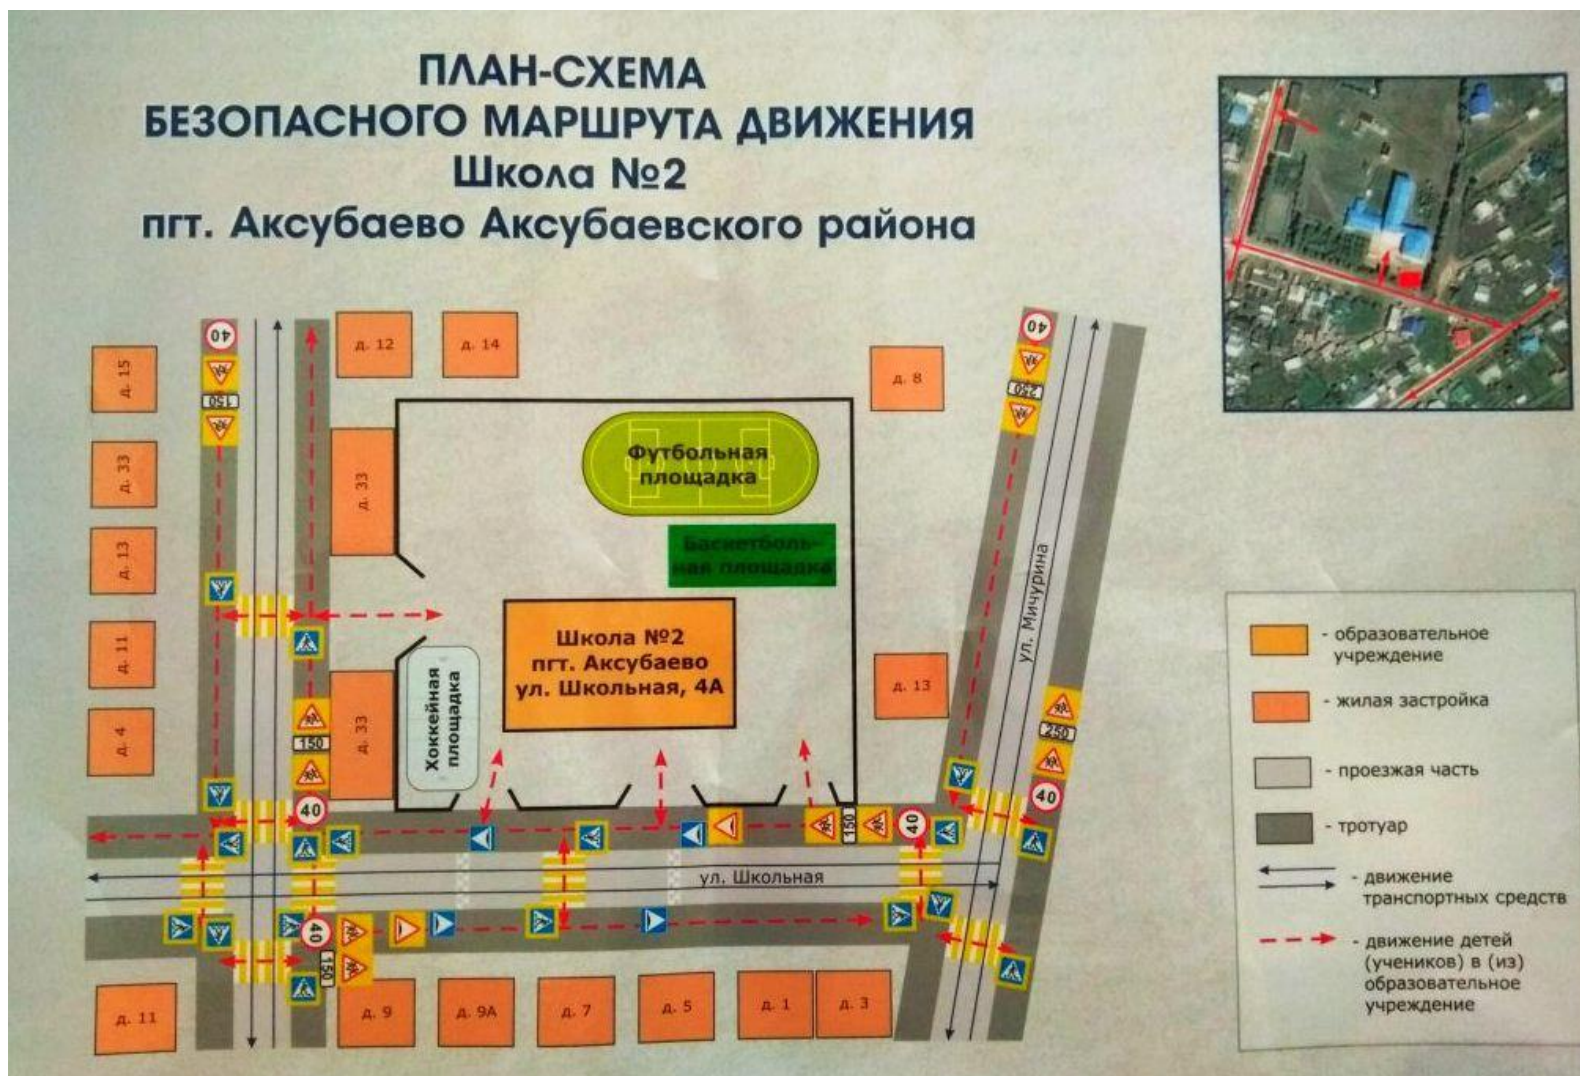 ПЛАН-СХЕМА
БЕЗОПАСНОГО МАРШРУТА ДВИЖЕНИЯ
Школа №2
пгт. Аксубаево Аксубаевского района
40
150
д. 15
д. 33
д. 13
д. 11
д. 4
д. 12
д. 14
д. 8
40
250
д. 33
Футбольная
площадка
Баскетболь-
ная площадка
Школа №2
пгт. Аксубаево
ул. Школьная, 4А
Хоккейная
площадка
д. 33
150
40
д. 13
ул. Мичурина
250
40
150
40
ул. Школьная
40
150
д. 11
д. 9
д. 9А
д. 7
д. 5
д. 1
д. 3
- образовательное
учреждение
- жилая застройка
- проезжая часть
- тротуар
- движение
транспортных средств
- движение детей
(учеников) в (из)
образовательное
учреждение